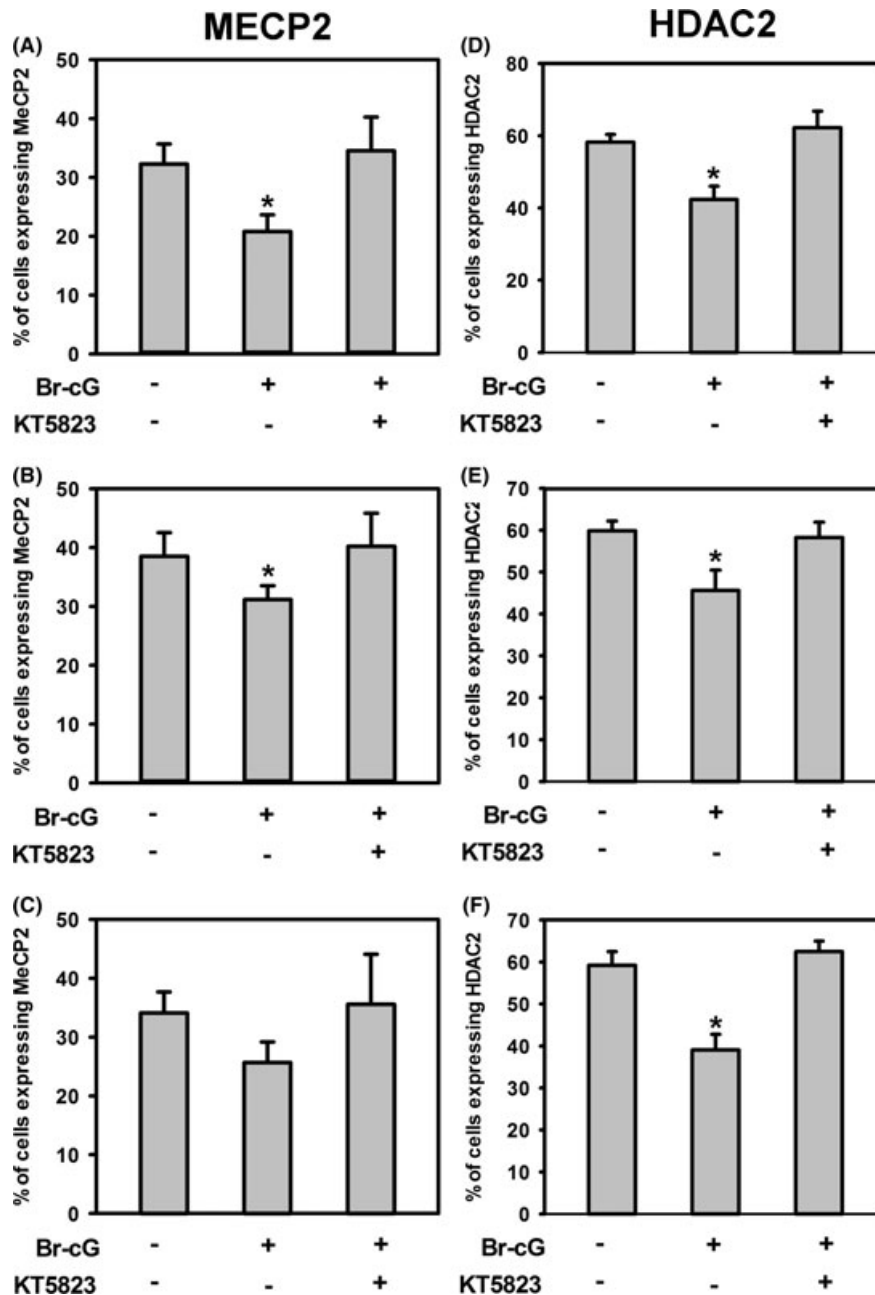 MECP2
(A)
% of cells expressing MeCP2
50
40
30
20
10
0
*
Br-cG - + +
KT5823 - - +
(B)
% of cells expressing MeCP2
50
40
30
20
10
0
*
Br-cG - + +
KT5823 - - +
(C)
% of cells expressing MeCP2
50
40
30
20
10
0
Br-cG - + +
KT5823 - - +
HDAC2
(D)
% of cells expressing HDAC2
80
60
40
20
0
*
Br-cG - + +
KT5823 - - +
(E)
% of cells expressing HDAC2
70
60
50
40
30
20
10
0
*
Br-cG - + +
KT5823 - - +
(F)
% of cells expressing HDAC2
70
60
50
40
30
20
10
0
*
Br-cG - + +
KT5823 - - +